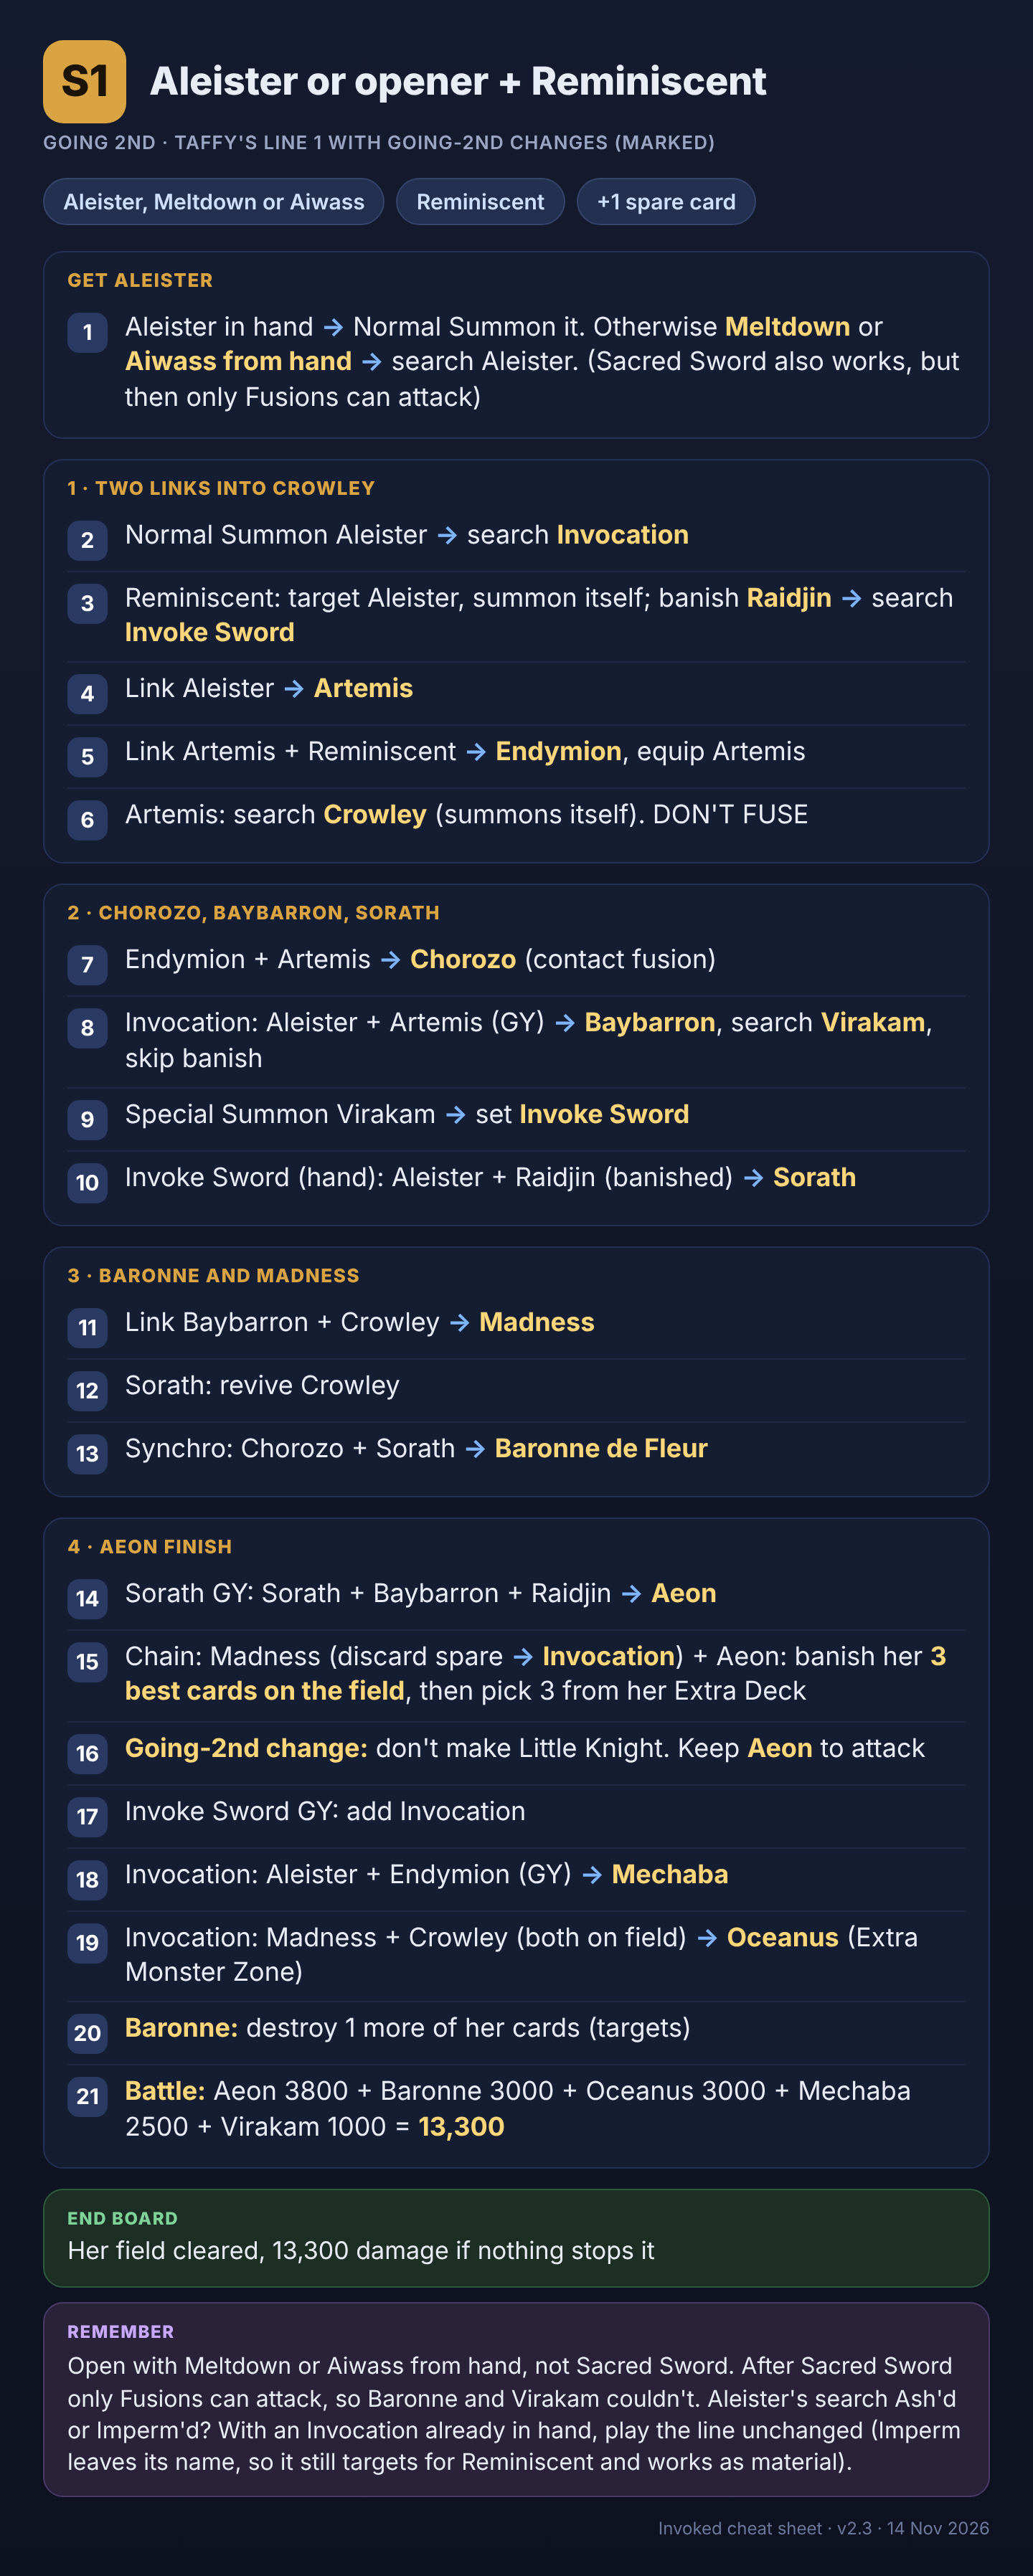 S1
Aleister or opener + Reminiscent
GOING 2ND · TAFFY'S LINE 1 WITH GOING-2ND CHANGES (MARKED)
Aleister, Meltdown or Aiwass
Reminiscent
+1 spare card
GET ALEISTER
1
Aleister in hand → Normal Summon it. Otherwise Meltdown or
Aiwass from hand → search Aleister. (Sacred Sword also works, but
then only Fusions can attack)
1 · TWO LINKS INTO CROWLEY
2
Normal Summon Aleister → search Invocation
3
Reminiscent: target Aleister, summon itself; banish Raidjin → search
Invoke Sword
4
Link Aleister → Artemis
5
Link Artemis + Reminiscent → Endymion, equip Artemis
6
Artemis: search Crowley (summons itself). DON'T FUSE
2 · CHOROZO, BAYBARRON, SORATH
7
Endymion + Artemis → Chorozo (contact fusion)
8
Invocation: Aleister + Artemis (GY) → Baybarron, search Virakam,
skip banish
9
Special Summon Virakam → set Invoke Sword
10
Invoke Sword (hand): Aleister + Raidjin (banished) → Sorath
3 · BARONNE AND MADNESS
11
Link Baybarron + Crowley → Madness
12
Sorath: revive Crowley
13
Synchro: Chorozo + Sorath → Baronne de Fleur
4 · AEON FINISH
14
Sorath GY: Sorath + Baybarron + Raidjin → Aeon
15
Chain: Madness (discard spare → Invocation) + Aeon: banish her 3
best cards on the field, then pick 3 from her Extra Deck
16
Going-2nd change: don't make Little Knight. Keep Aeon to attack
17
Invoke Sword GY: add Invocation
18
Invocation: Aleister + Endymion (GY) → Mechaba
19
Invocation: Madness + Crowley (both on field) → Oceanus (Extra
Monster Zone)
20
Baronne: destroy 1 more of her cards (targets)
21
Battle: Aeon 3800 + Baronne 3000 + Oceanus 3000 + Mechaba
2500 + Virakam 1000 = 13,300
END BOARD
Her field cleared, 13,300 damage if nothing stops it
REMEMBER
Open with Meltdown or Aiwass from hand, not Sacred Sword. After Sacred Sword
only Fusions can attack, so Baronne and Virakam couldn't. Aleister's search Ash'd
or Imperm'd? With an Invocation already in hand, play the line unchanged (Imperm
leaves its name, so it still targets for Reminiscent and works as material).
Invoked cheat sheet · v2.3 · 14 Nov 2026